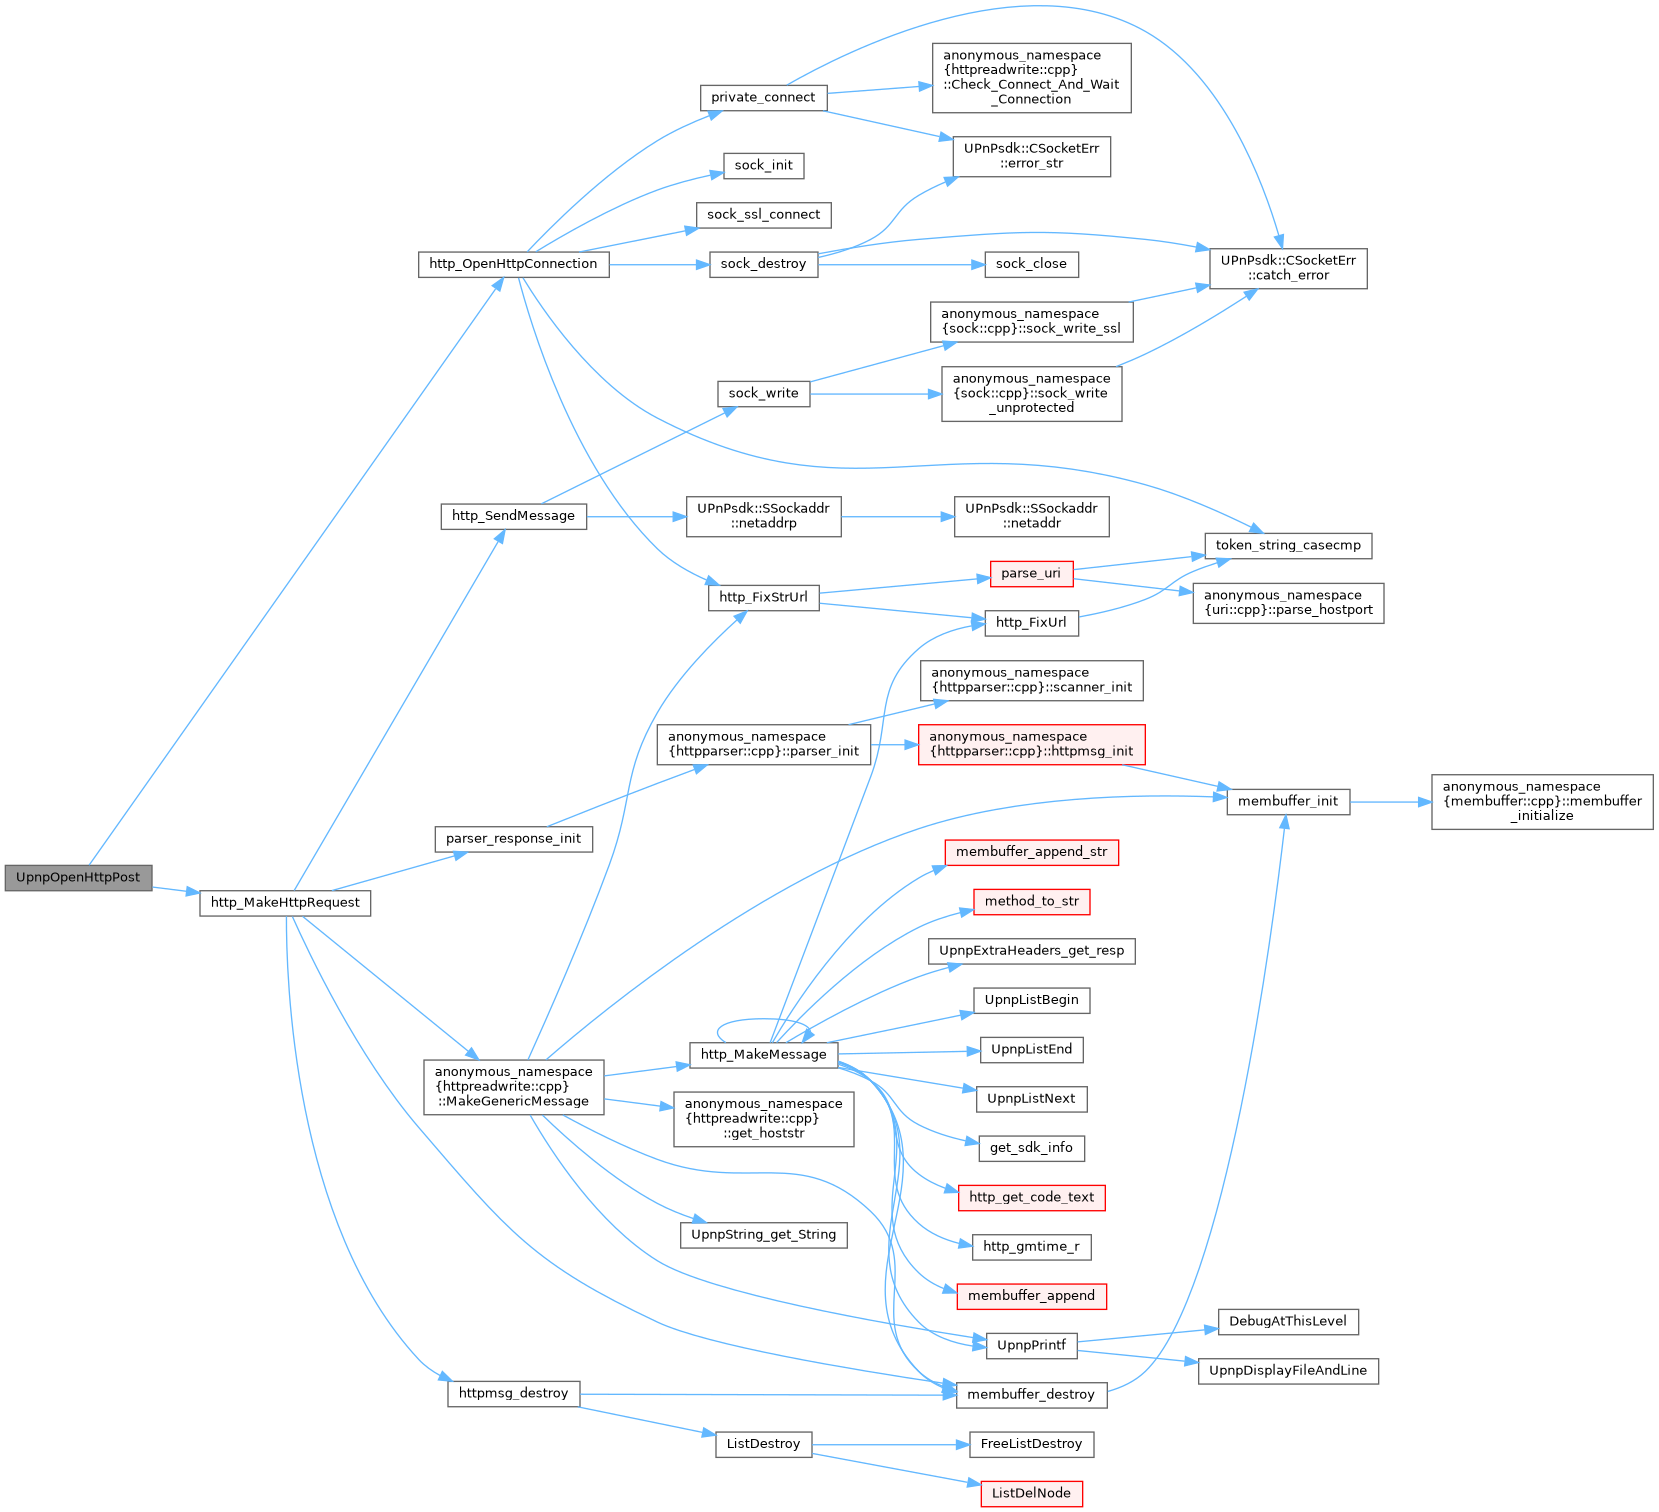 private_connect
anonymous_namespace
{httpreadwrite::cpp}
::Check_Connect_And_Wait
_Connection
UPnPsdk::CSocketErr
::error_str
sock_init
sock_ssl_connect
http_OpenHttpConnection
sock_destroy
sock_close
UPnPsdk::CSocketErr
::catch_error
anonymous_namespace
{sock::cpp}::sock_write_ssl
sock_write
anonymous_namespace
{sock::cpp}::sock_write
_unprotected
http_SendMessage
UPnPsdk::SSockaddr
::netaddrp
UPnPsdk::SSockaddr
::netaddr
token_string_casecmp
parse_uri
http_FixStrUrl
anonymous_namespace
{uri::cpp}::parse_hostport
http_FixUrl
anonymous_namespace
{httpparser::cpp}::scanner_init
anonymous_namespace
{httpparser::cpp}::parser_init
anonymous_namespace
{httpparser::cpp}::httpmsg_init
membuffer_init
anonymous_namespace
{membuffer::cpp}::membuffer
_initialize
parser_response_init
membuffer_append_str
UpnpOpenHttpPost
http_MakeHttpRequest
method_to_str
UpnpExtraHeaders_get_resp
UpnpListBegin
http_MakeMessage
UpnpListEnd
anonymous_namespace
{httpreadwrite::cpp}
::MakeGenericMessage
UpnpListNext
anonymous_namespace
{httpreadwrite::cpp}
::get_hoststr
get_sdk_info
http_get_code_text
UpnpString_get_String
http_gmtime_r
membuffer_append
DebugAtThisLevel
UpnpPrintf
UpnpDisplayFileAndLine
httpmsg_destroy
membuffer_destroy
ListDestroy
FreeListDestroy
ListDelNode